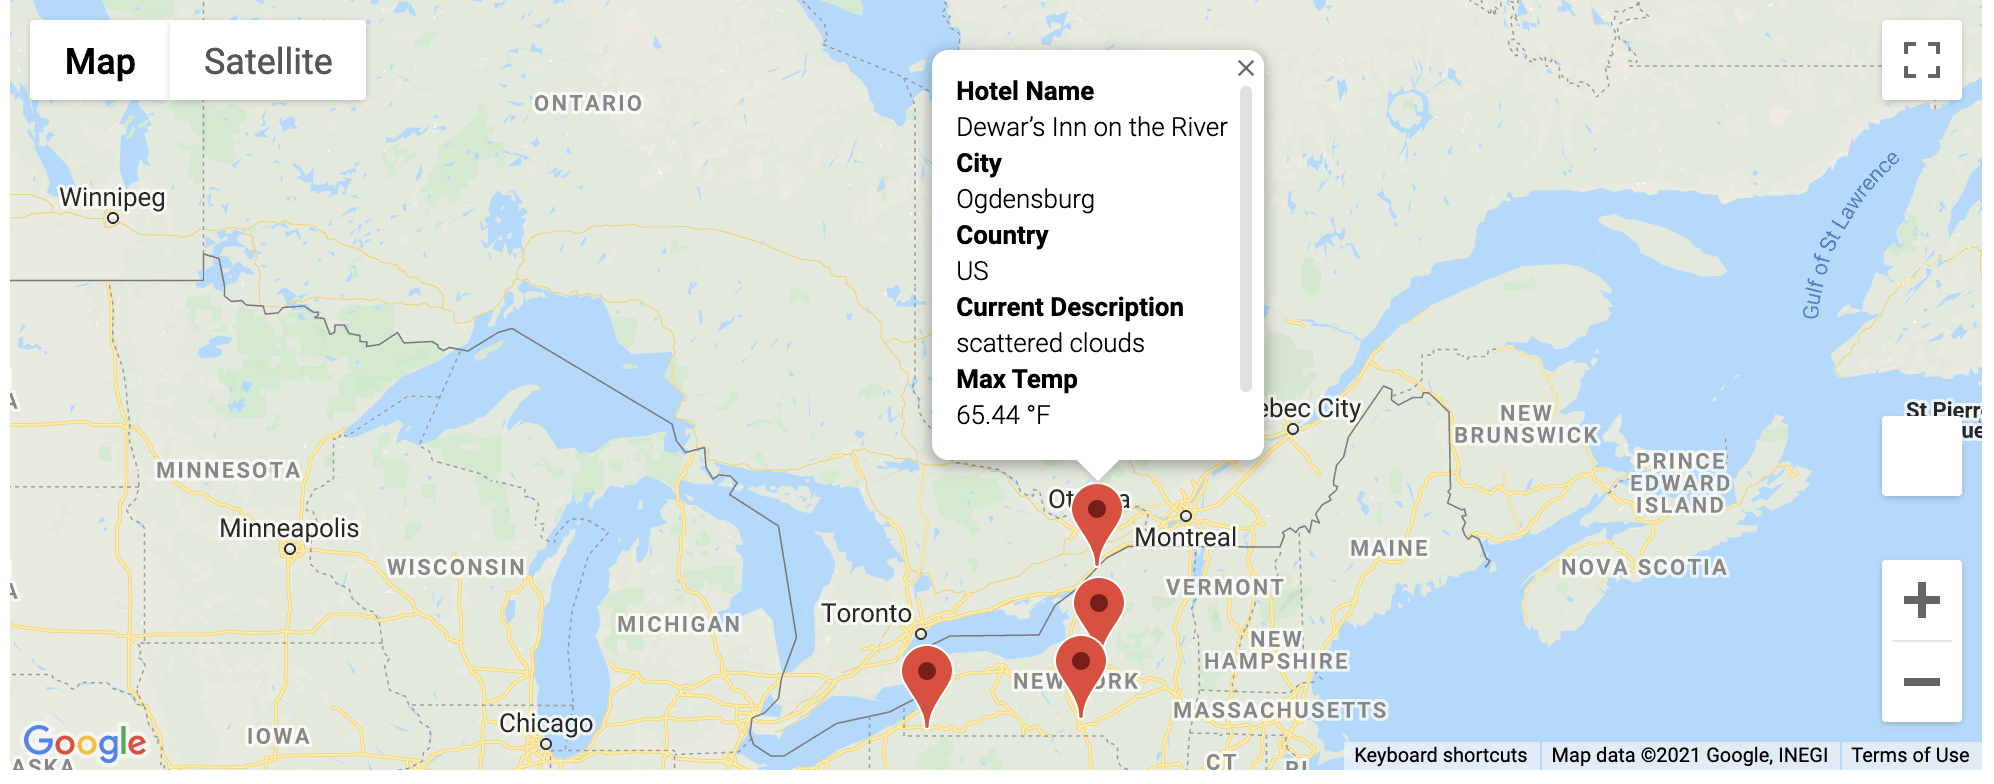 Map
Satellite
ONTARIO
Winnipeg
Hotel Name
Dewar's Inn on the River
City
Ogdensburg
Country
US
Current Description
scattered clouds
Max Temp
65.44 °F
Gulf of St Lawrence
ebec City
NEW
BRUNSWICK
St Pierr
ue
PRINCE
EDWARD
ISLAND
MINNESOTA
Minneapolis
WISCONSIN
Ot a
Montreal
MAINE
NOVA SCOTIA
VERMONT
Toronto
MICHIGAN
NEW
HAMPSHIRE
NEW RK
MASSACHUSETTS
Chicago
IOWA
Google
ASKA
CT
RI
Keyboard shortcuts
Map data ©2021 Google, INEGI
Terms of Use